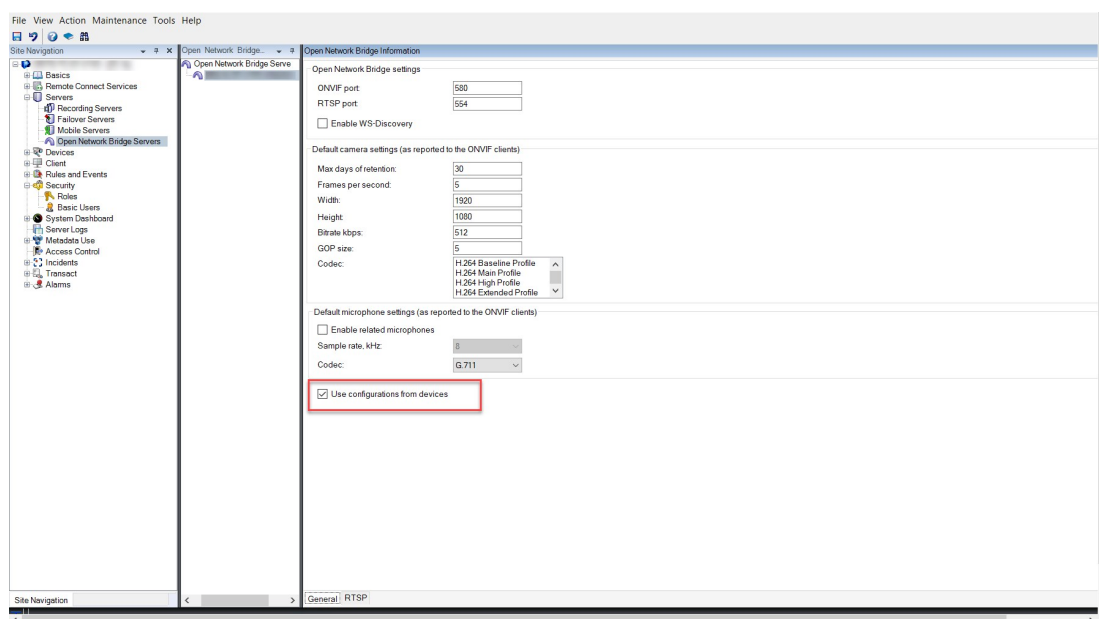 File View Action Maintenance Tools Help
Site Navigation
Open Network Bridge...
Open Network Bridge Information
Basics
Remote Connect Services
Servers
Recording Servers
Failover Servers
Mobile Servers
Open Network Bridge Servers
Devices
Client
Rules and Events
Security
Roles
Basic Users
System Dashboard
Server Logs
Metadata Use
Access Control
Incidents
Transact
Alarms
Open Network Bridge Serve
Open Network Bridge settings
ONVIF port: 580
RTSP port: 554
Enable WS-Discovery
Default camera settings (as reported to the ONVIF clients)
Max days of retention: 30
Frames per second: 5
Width: 1920
Height: 1080
Bitrate kbps: 512
GOP size: 5
Codec: H.264 Baseline Profile
H.264 Main Profile
H.264 High Profile
H.264 Extended Profile
Default microphone settings (as reported to the ONVIF clients)
Enable related microphones
Sample rate, kHz: 8
Codec: G.711
Use configurations from devices
Site Navigation
General RTSP